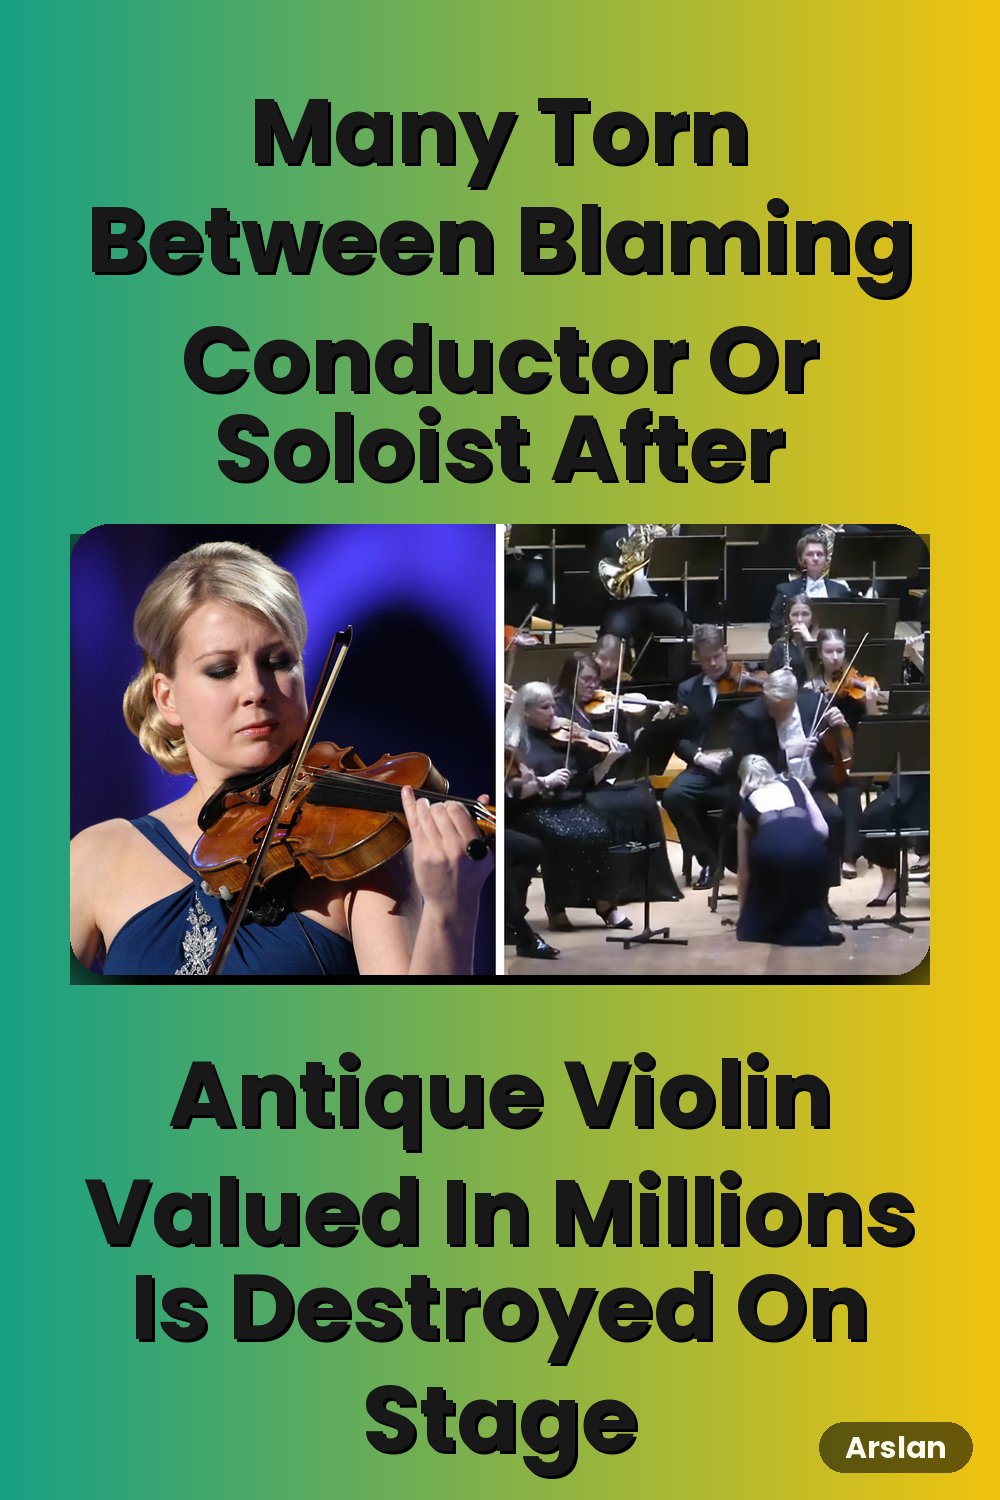 Many Torn
Between Blaming
Conductor Or
Soloist After
Antique Violin
Valued In Millions
Is Destroyed On
Stage
Arslan